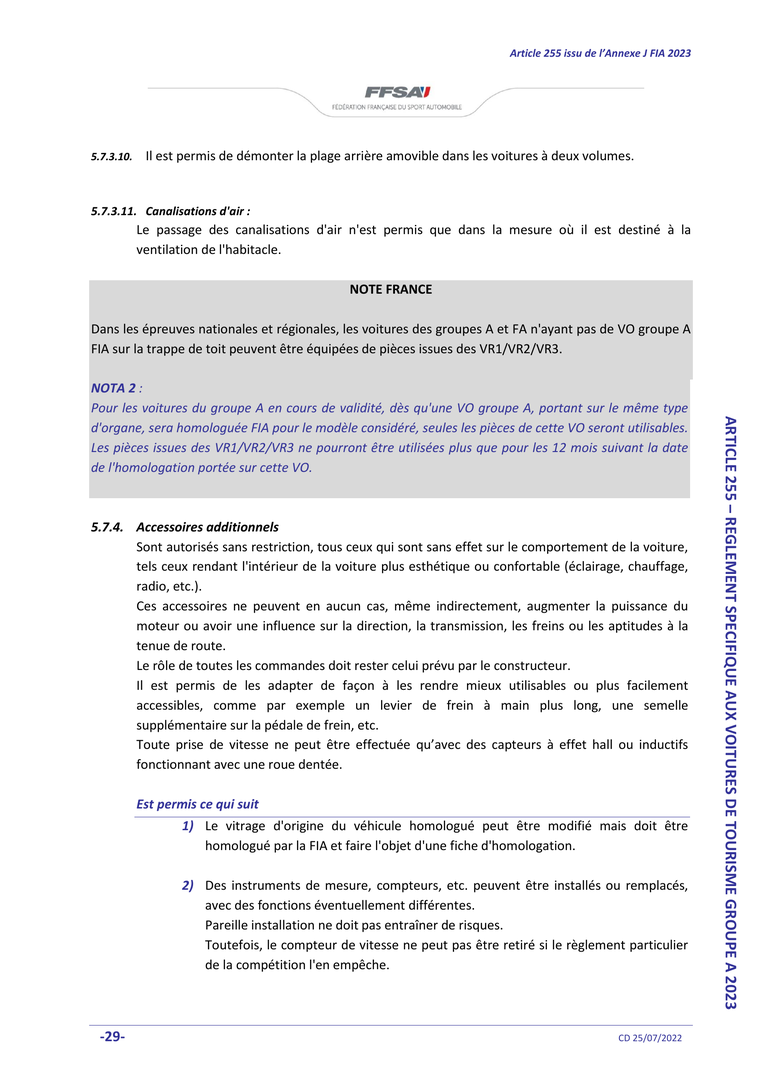 Article 255 issu de l'Annexe J FIA 2023
FFSA
FÉDÉRATION FRANÇAISE DU SPORT AUTOMOBILE
5.7.3.10. Il est permis de démonter la plage arrière amovible dans les voitures à deux volumes.
5.7.3.11. Canalisations d'air :
Le passage des canalisations d'air n'est permis que dans la mesure où il est destiné à la
ventilation de l'habitacle.
NOTE FRANCE
Dans les épreuves nationales et régionales, les voitures des groupes A et FA n'ayant pas de VO groupe A
FIA sur la trappe de toit peuvent être équipées de pièces issues des VR1/VR2/VR3.
NOTA 2 :
Pour les voitures du groupe A en cours de validité, dès qu'une VO groupe A, portant sur le même type
d'organe, sera homologuée FIA pour le modèle considéré, seules les pièces de cette VO seront utilisables.
Les pièces issues des VR1/VR2/VR3 ne pourront être utilisées plus que pour les 12 mois suivant la date
de l'homologation portée sur cette VO.
5.7.4. Accessoires additionnels
Sont autorisés sans restriction, tous ceux qui sont sans effet sur le comportement de la voiture,
tels ceux rendant l'intérieur de la voiture plus esthétique ou confortable (éclairage, chauffage,
radio, etc.).
Ces accessoires ne peuvent en aucun cas, même indirectement, augmenter la puissance du
moteur ou avoir une influence sur la direction, la transmission, les freins ou les aptitudes à la
tenue de route.
Le rôle de toutes les commandes doit rester celui prévu par le constructeur.
Il est permis de les adapter de façon à les rendre mieux utilisables ou plus facilement
accessibles, comme par exemple un levier de frein à main plus long, une semelle
supplémentaire sur la pédale de frein, etc.
Toute prise de vitesse ne peut être effectuée qu'avec des capteurs à effet hall ou inductifs
fonctionnant avec une roue dentée.
Est permis ce qui suit
1) Le vitrage d'origine du véhicule homologué peut être modifié mais doit être
homologué par la FIA et faire l'objet d'une fiche d'homologation.
2) Des instruments de mesure, compteurs, etc. peuvent être installés ou remplacés,
avec des fonctions éventuellement différentes.
Pareille installation ne doit pas entraîner de risques.
Toutefois, le compteur de vitesse ne peut pas être retiré si le règlement particulier
de la compétition l'en empêche.
ARTICLE 255 – REGLEMENT SPECIFIQUE AUX VOITURES DE TOURISME GROUPE A 2023
-29-
CD 25/07/2022